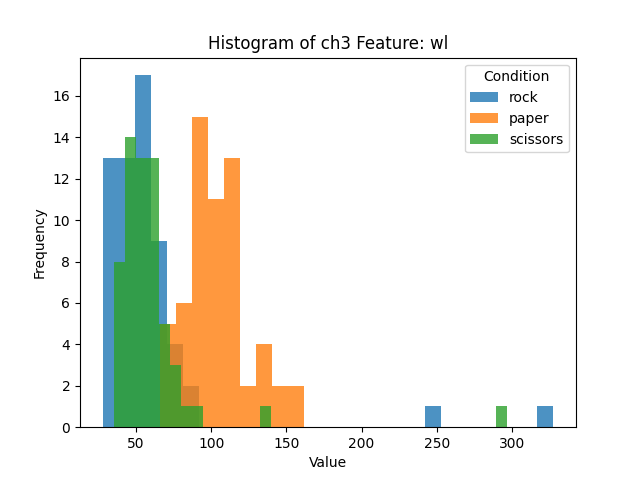 Histogram of ch3 Feature: wl
Condition
rock
paper
scissors
Frequency
16
14
12
10
8
6
4
2
0
50 100 150 200 250 300
Value